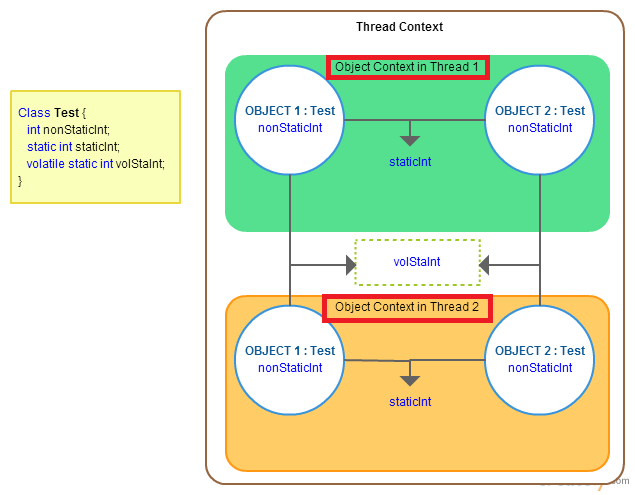 Thread Context
Object Context in Thread 1
Class Test {
int nonStaticInt;
static int staticInt;
volatile static int volStaInt;
}
OBJECT 1 : Test
nonStaticInt
OBJECT 2 : Test
nonStaticInt
staticInt
volStaInt
Object Context in Thread 2
OBJECT 1 : Test
nonStaticInt
OBJECT 2 : Test
nonStaticInt
staticInt